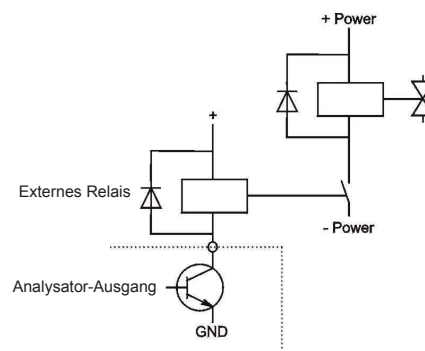 + Power
+
Externes Relais
- Power
Analysator-Ausgang
GND